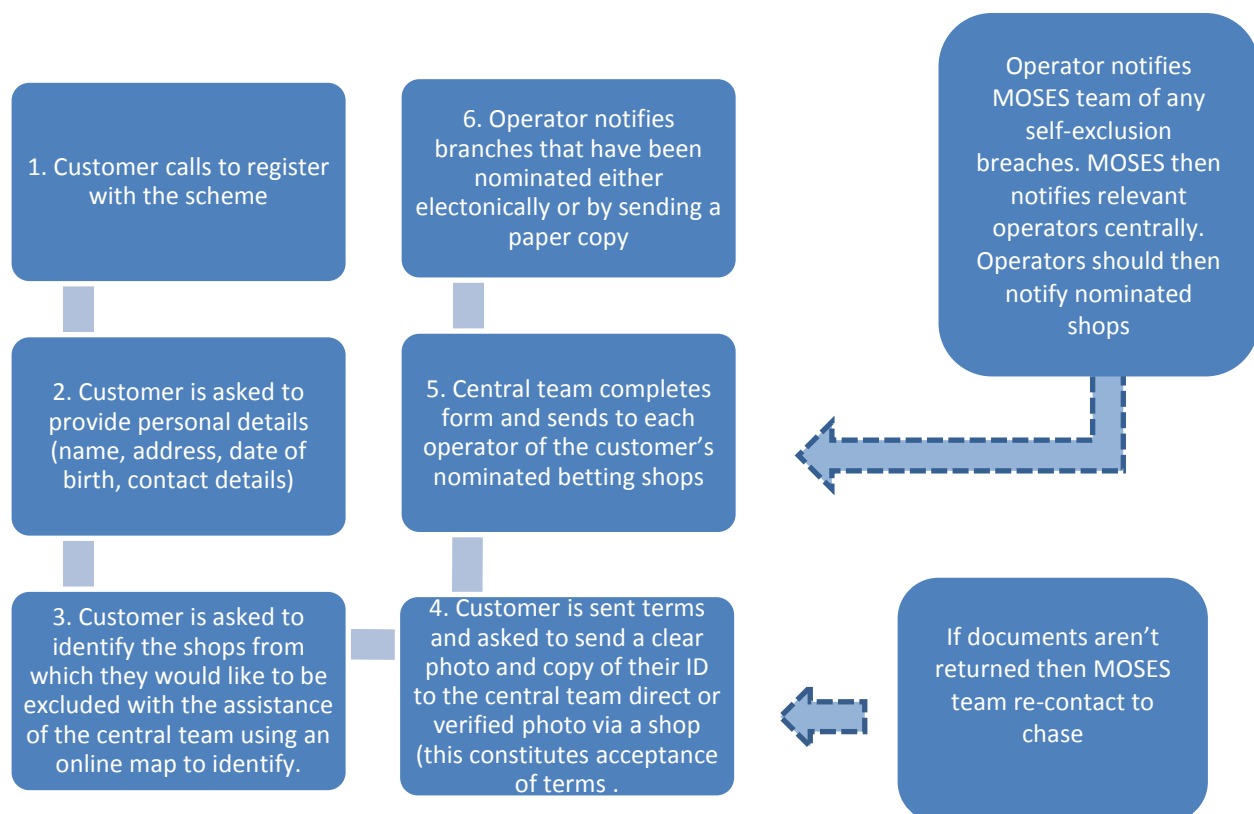 1. Customer calls to register
with the scheme
2. Customer is asked to
provide personal details
(name, address, date of
birth, contact details)
3. Customer is asked to
identify the shops from
which they would like to be
excluded with the assistance
of the central team using an
online map to identify.
4. Customer is sent terms
and asked to send a clear
photo and copy of their ID
to the central team direct or
verified photo via a shop
(this constitutes acceptance
of terms .
5. Central team completes
form and sends to each
operator of the customer’s
nominated betting shops
6. Operator notifies
branches that have been
nominated either
electonically or by sending a
paper copy
Operator notifies
MOSES team of any
self-exclusion
breaches. MOSES then
notifies relevant
operators centrally.
Operators should then
notify nominated
shops
If documents aren’t
returned then MOSES
team re-contact to
chase